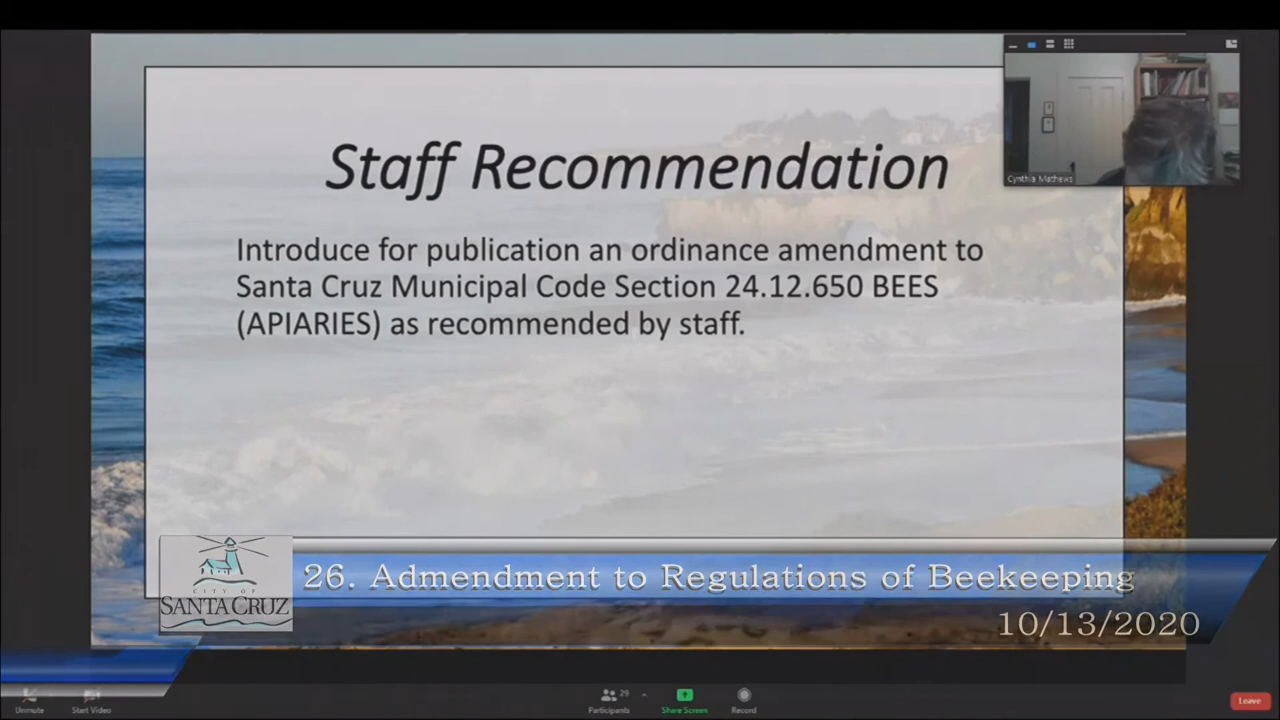 Staff Recommendation
Cynthia Mathews
Introduce for publication an ordinance amendment to
Santa Cruz Municipal Code Section 24.12.650 BEES
(APIARIES) as recommended by staff.
CITY OF
SANTA CRUZ
26. Admendment to Regulations of Beekeeping
10/13/2020
Unmute
Start Video
Participants
29
Share Screen
Record
Leave